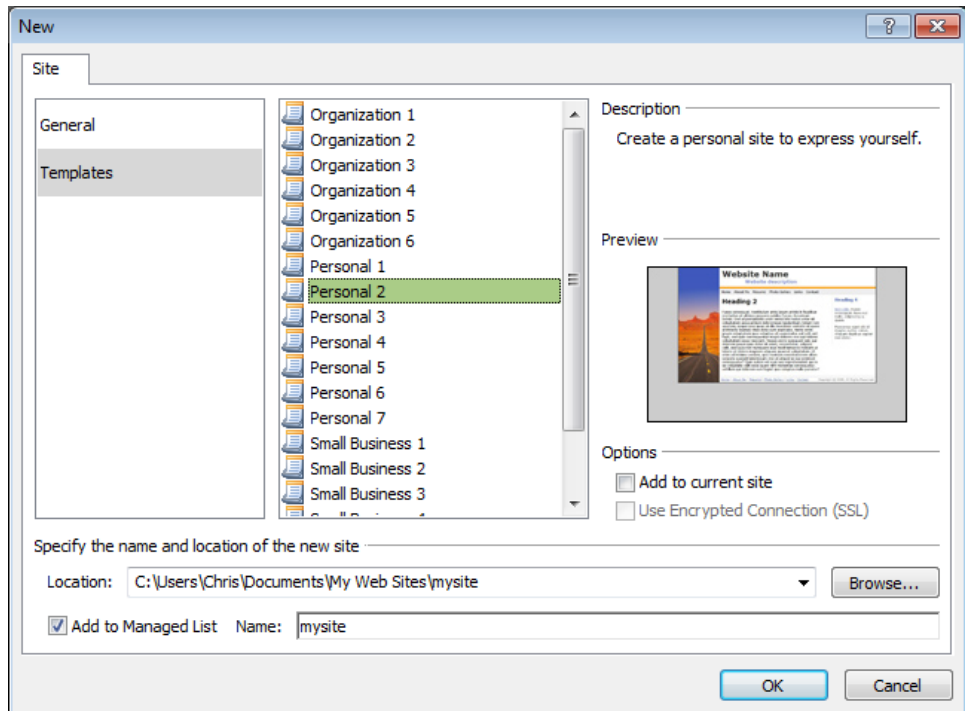 New
Site
General
Templates
Organization 1
Organization 2
Organization 3
Organization 4
Organization 5
Organization 6
Personal 1
Personal 2
Personal 3
Personal 4
Personal 5
Personal 6
Personal 7
Small Business 1
Small Business 2
Small Business 3
Description
Create a personal site to express yourself.
Preview
Website Name
Website Description
Heading 2
Options
Add to current site
Use Encrypted Connection (SSL)
Specify the name and location of the new site
Location: C:\Users\Chris\Documents\My Web Sites\mysite Browse...
Add to Managed List Name: mysite
OK Cancel